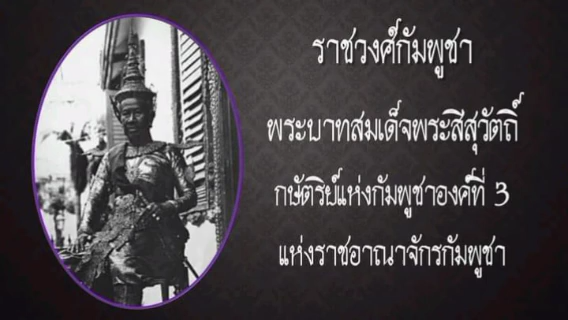 ราชวงศ์กัมพูชา
พระบาทสมเด็จพระสีสุวัตถิ์
กษัตริย์แห่งกัมพูชาองค์ที่ 3
แห่งราชอาณาจักรกัมพูชา